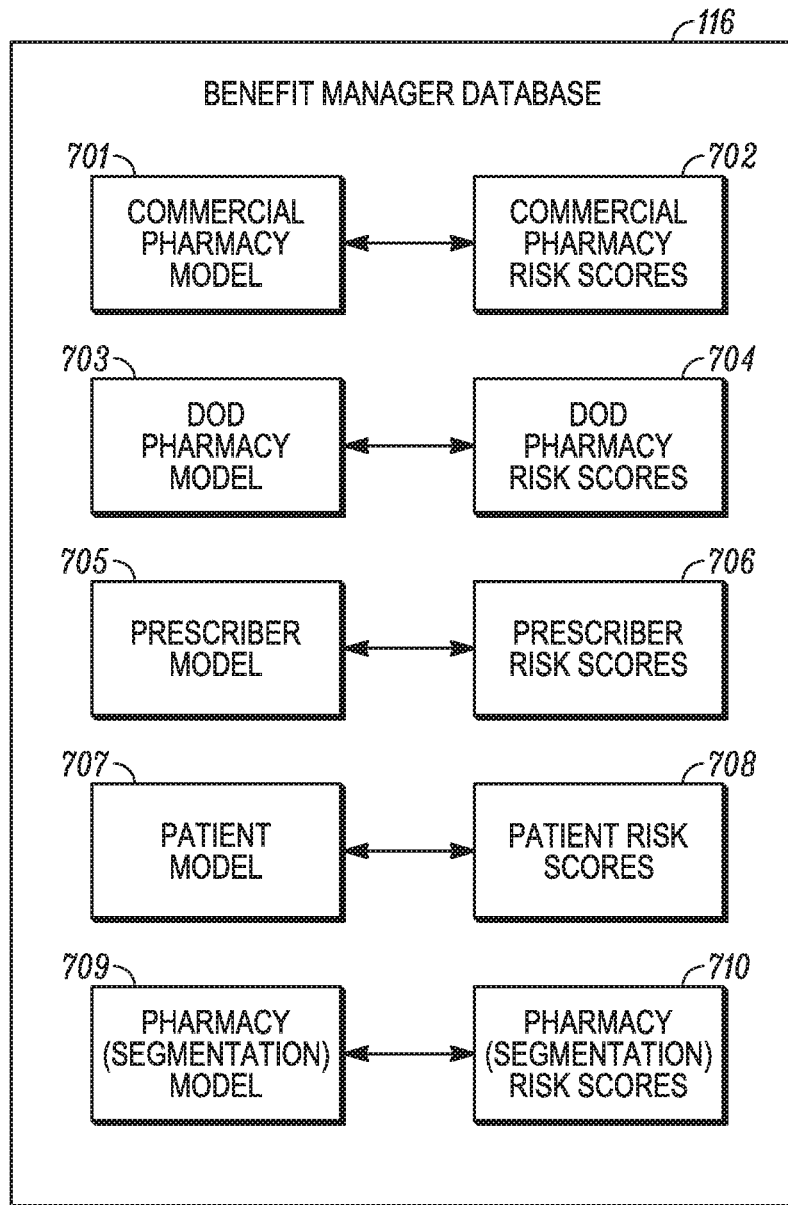 116
BENEFIT MANAGER DATABASE
701
COMMERCIAL
PHARMACY
MODEL
702
COMMERCIAL
PHARMACY
RISK SCORES
703
DOD
PHARMACY
MODEL
704
DOD
PHARMACY
RISK SCORES
705
PRESCRIBER
MODEL
706
PRESCRIBER
RISK SCORES
707
PATIENT
MODEL
708
PATIENT RISK
SCORES
709
PHARMACY
(SEGMENTATION)
MODEL
710
PHARMACY
(SEGMENTATION)
RISK SCORES